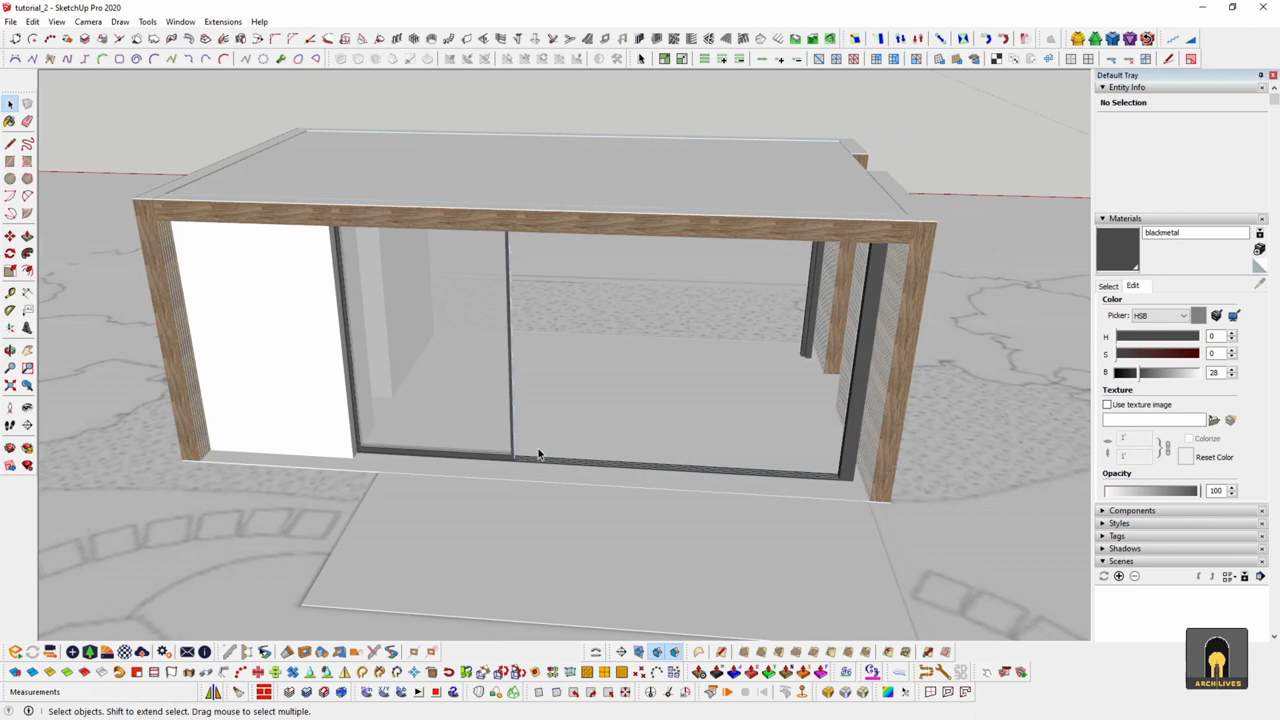 tutorial_2 - SketchUp Pro 2020
File Edit View Camera Draw Tools Window Extensions Help
Default Tray
Entity Info
No Selection
Materials
blackmetal
Select Edit
Color
Picker: HSB
H 0
S 0
B 28
Texture
Use texture image
1'
Colorize
1'
Reset Color
Opacity
100
Components
Styles
Tags
Shadows
Scenes
ARCHILIVES
Measurements
Select objects. Shift to extend select. Drag mouse to select multiple.